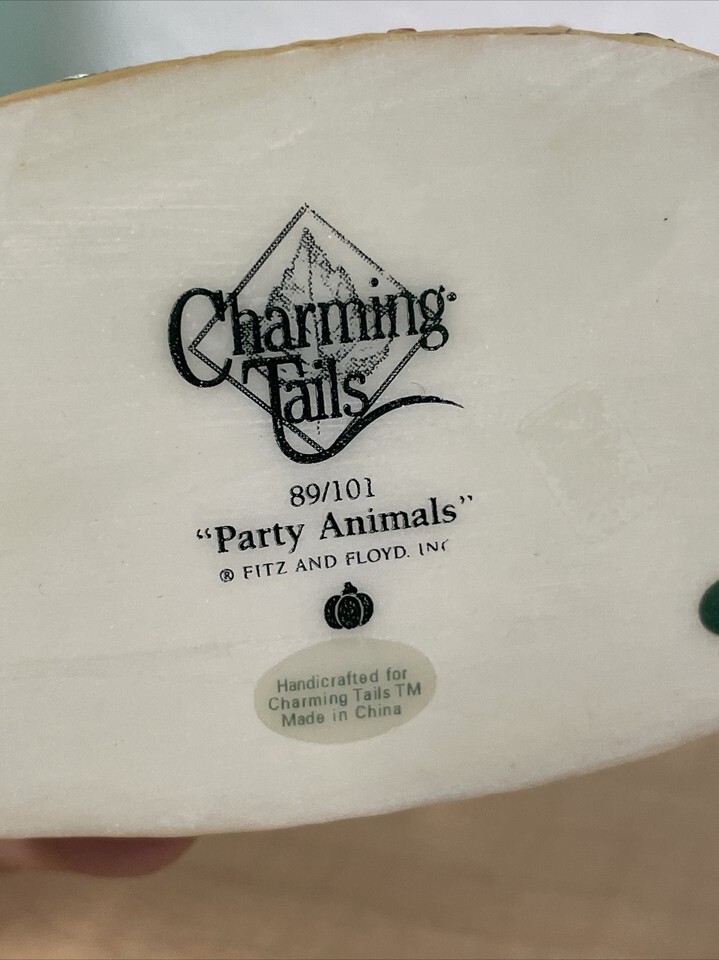 Charming
Tails
89/101
“Party Animals”
® FITZ AND FLOYD. INC
Handicrafted for
Charming Tails TM
Made in China